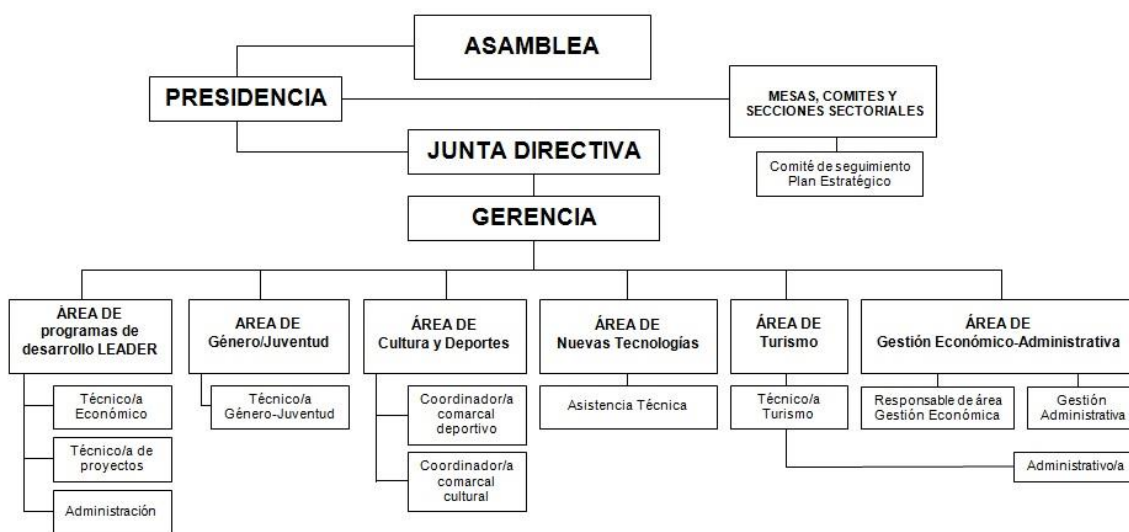 ASAMBLEA
PRESIDENCIA
MESAS, COMITES Y
SECCIONES SECTORIALES
JUNTA DIRECTIVA
Comité de seguimiento
Plan Estratégico
GERENCIA
ÁREA DE
programas de
desarrollo LEADER
AREA DE
Género/Juventud
ÁREA DE
Cultura y Deportes
ÁREA DE
Nuevas Tecnologías
ÁREA DE
Turismo
ÁREA DE
Gestión Económico-Administrativa
Técnico/a
Económico
Técnico/a de
proyectos
Administración
Técnico/a
Género-Juventud
Coordinador/a
comarcal
deportivo
Coordinador/a
comarcal
cultural
Asistencia Técnica
Técnico/a
Turismo
Responsable de área
Gestión Económica
Gestión
Administrativa
Administrativo/a